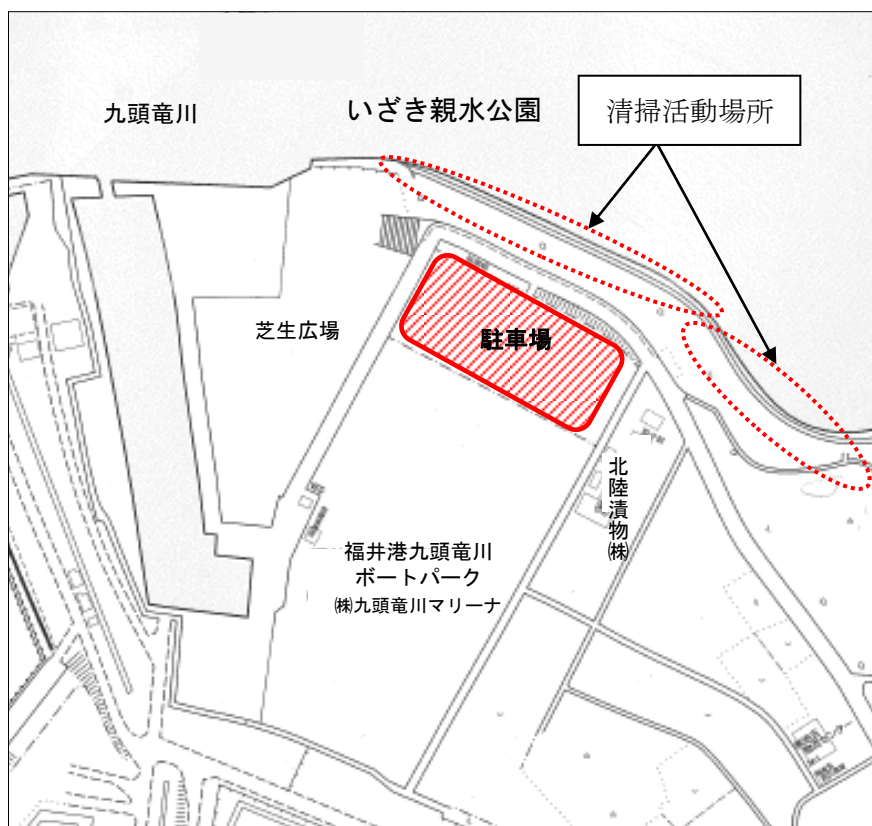 九頭竜川
いざき親水公園
清掃活動場所
芝生広場
駐車場
北陸漬物㈱
福井港九頭竜川
ボートパーク
㈱九頭竜川マリーナ